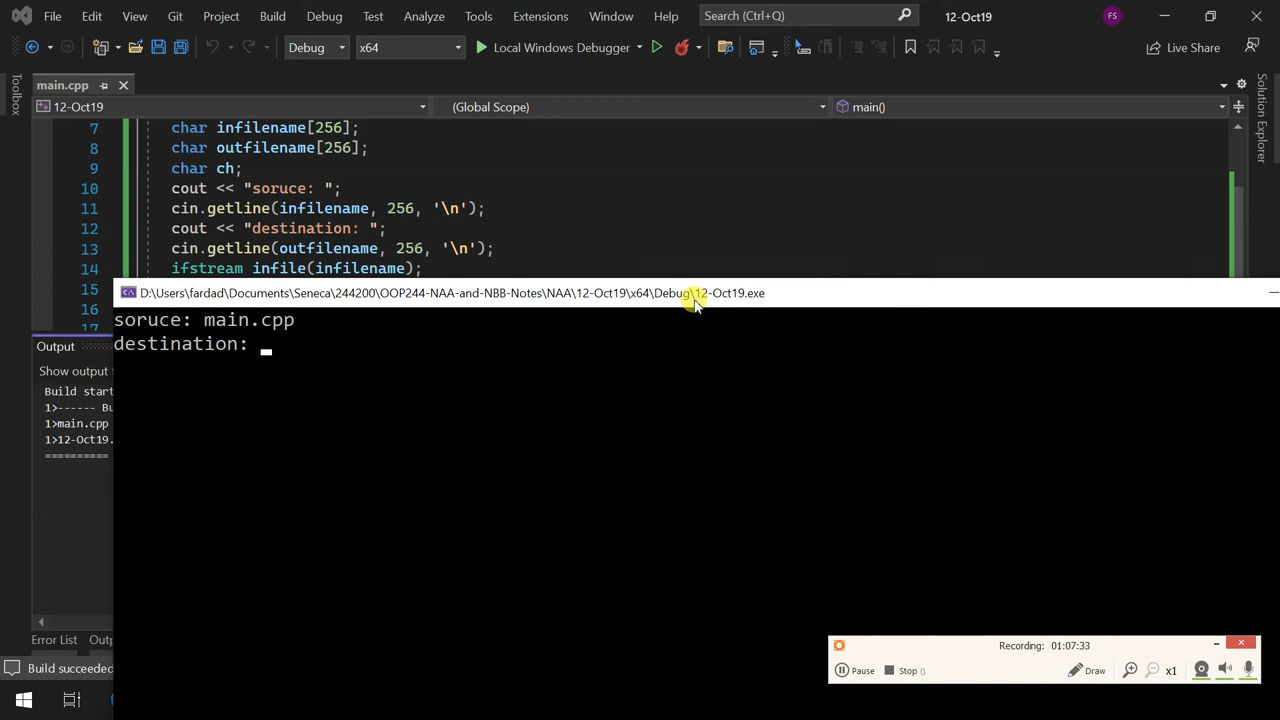 File Edit View Git Project Build Debug Test Analyze Tools Extensions Window Help Search (Ctrl+Q) 12-Oct19 FS
Debug x64 Local Windows Debugger Live Share
Toolbox
main.cpp
Solution Explorer
12-Oct19 (Global Scope) main()
7 char infilename[256];
8 char outfilename[256];
9 char ch;
10 cout << "soruce: ";
11 cin.getline(infilename, 256, '\n');
12 cout << "destination: ";
13 cin.getline(outfilename, 256, '\n');
14 ifstream infile(infilename);
15
16
17
D:\Users\fardad\Documents\Seneca\244200\OOP244-NAA-and-NBB-Notes\NAA\12-Oct19\x64\Debug\12-Oct19.exe
soruce: main.cpp
destination:
Output
Show output f
Build start
1>------ Bu
1>main.cpp
1>12-Oct19.
==========
Error List Outp
Build succeeded
Recording: 01:07:33
Pause Stop () Draw x1